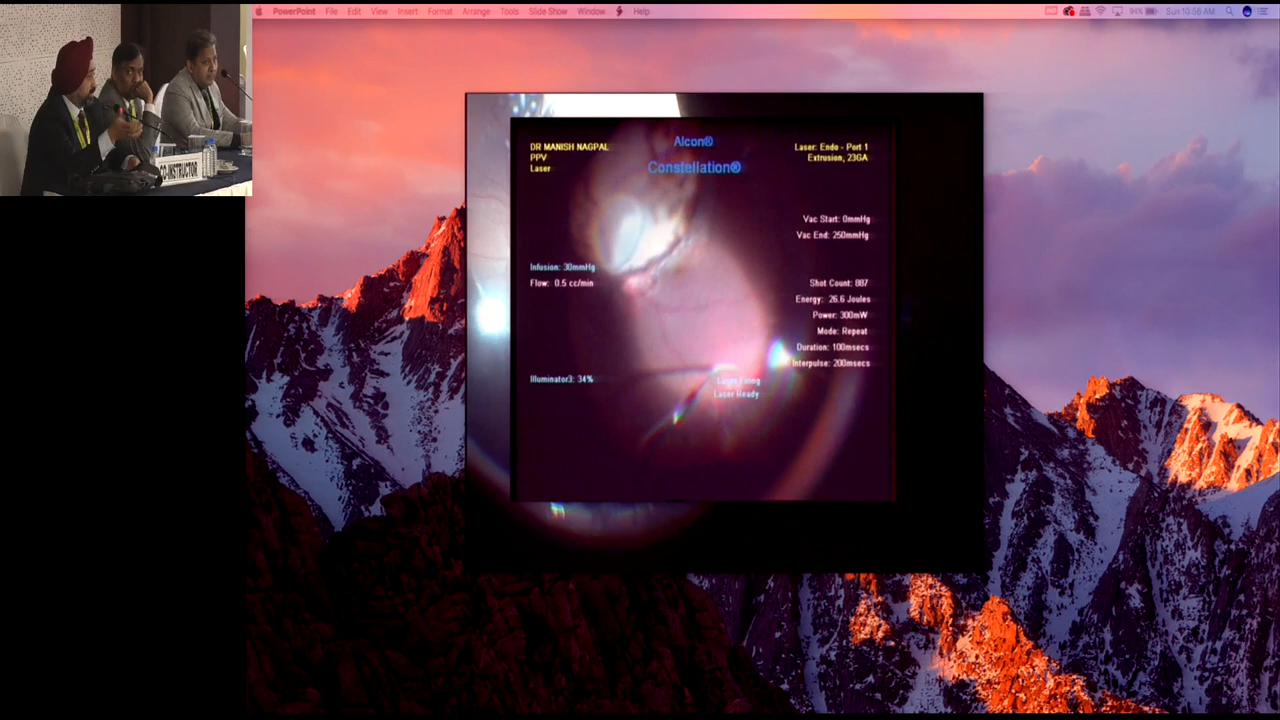 PowerPoint File Edit View Insert Format Arrange Tools Slide Show Window Help
94% Sun 10:56 AM
CO-INSTRUCTOR
DR MANISH NAGPAL
PPV
Laser
Alcon®
Constellation®
Laser: Endo - Port 1
Extrusion, 23GA
Vac Start: 0mmHg
Vac End: 250mmHg
Infusion: 30mmHg
Flow: 0.5 cc/min
Shot Count: 887
Energy: 26.6 Joules
Power: 300mW
Mode: Repeat
Duration: 100msecs
Interpulse: 200msecs
Illuminator3: 34%
Laser Firing
Laser Ready